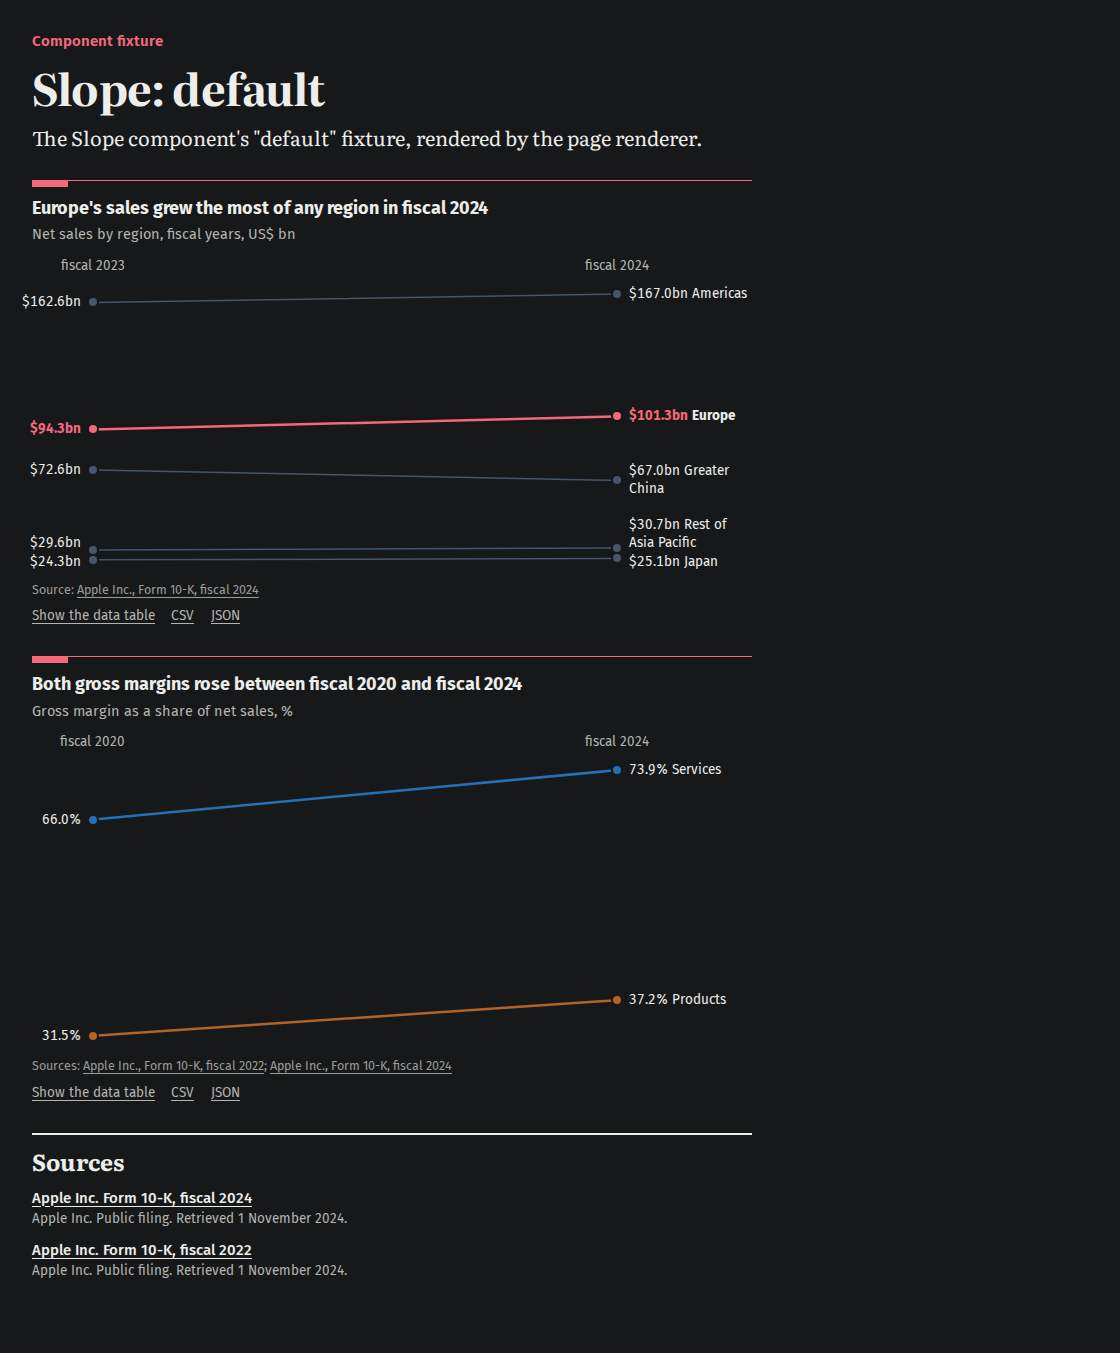 Component fixture
Slope: default
The Slope component's "default" fixture, rendered by the page renderer.
Europe's sales grew the most of any region in fiscal 2024
Net sales by region, fiscal years, US$ bn
fiscal 2023
fiscal 2024
$162.6bn
$167.0bn Americas
$94.3bn
$101.3bn Europe
$72.6bn
$67.0bn Greater
China
$30.7bn Rest of
Asia Pacific
$29.6bn
$24.3bn
$25.1bn Japan
Source: Apple Inc., Form 10-K, fiscal 2024
Show the data table CSV JSON
Both gross margins rose between fiscal 2020 and fiscal 2024
Gross margin as a share of net sales, %
fiscal 2020
fiscal 2024
73.9% Services
66.0%
37.2% Products
31.5%
Sources: Apple Inc., Form 10-K, fiscal 2022; Apple Inc., Form 10-K, fiscal 2024
Show the data table CSV JSON
Sources
Apple Inc. Form 10-K, fiscal 2024
Apple Inc. Public filing. Retrieved 1 November 2024.
Apple Inc. Form 10-K, fiscal 2022
Apple Inc. Public filing. Retrieved 1 November 2024.